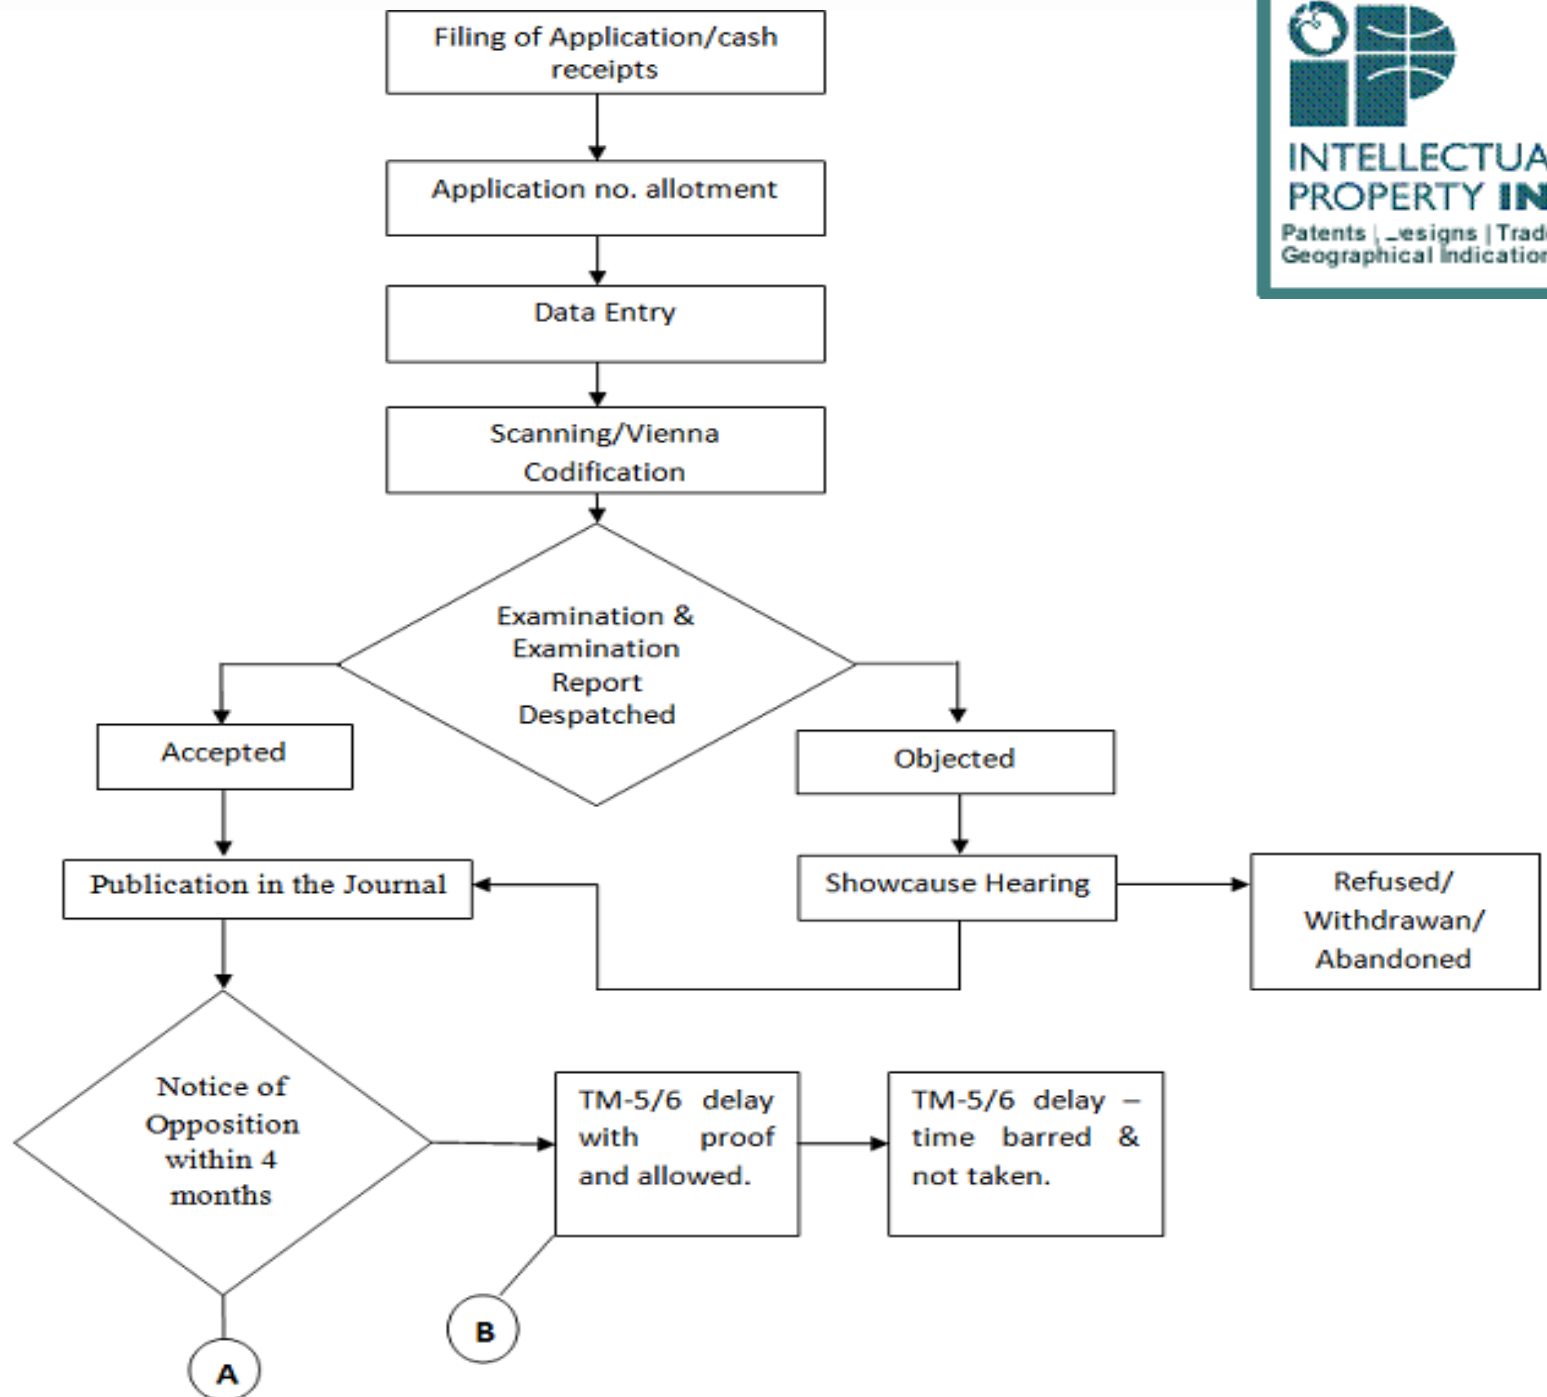 Filing of Application/cash
receipts
INTELLECTUA
PROPERTY IN
Patents | esigns | Trad
Geographical Indication
Application no. allotment
Data Entry
Scanning/Vienna
Codification
Examination &
Examination
Report
Despatched
Accepted
Objected
Publication in the Journal
Showcause Hearing
Refused/
Withdrawan/
Abandoned
Notice of
Opposition
within 4
months
TM-5/6 delay
with proof
and allowed.
TM-5/6 delay –
time barred &
not taken.
B
A